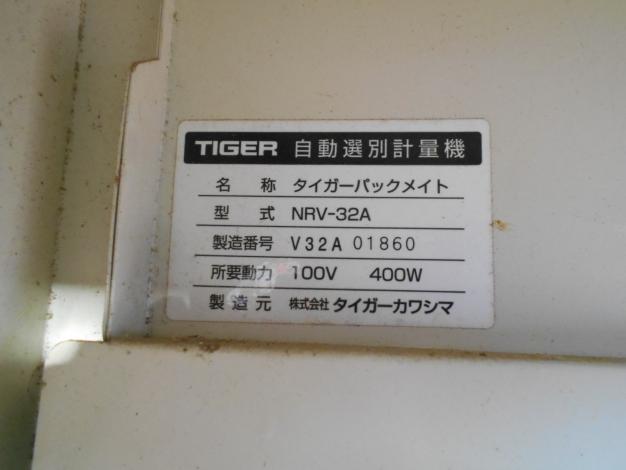 TIGER 自動選別計量機
名 称 タイガーパックメイト
型 式 NRV-32A
製造番号 V32A 01860
所要動力 100V 400W
製造元 株式会社 タイガーカワシマ